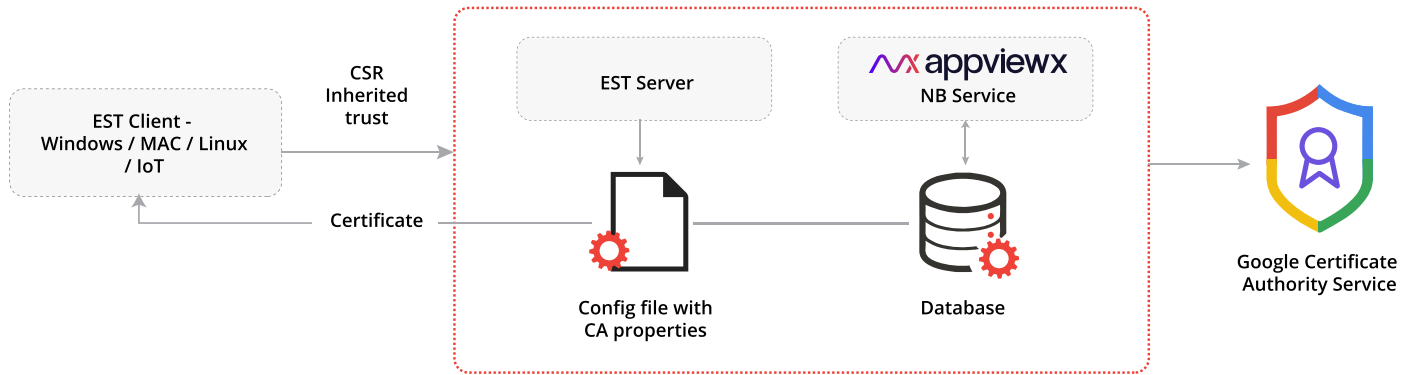 EST Client -
Windows / MAC / Linux
/ IoT
CSR
Inherited
trust
Certificate
EST Server
appviewx
NB Service
Config file with
CA properties
Database
Google Certificate
Authority Service